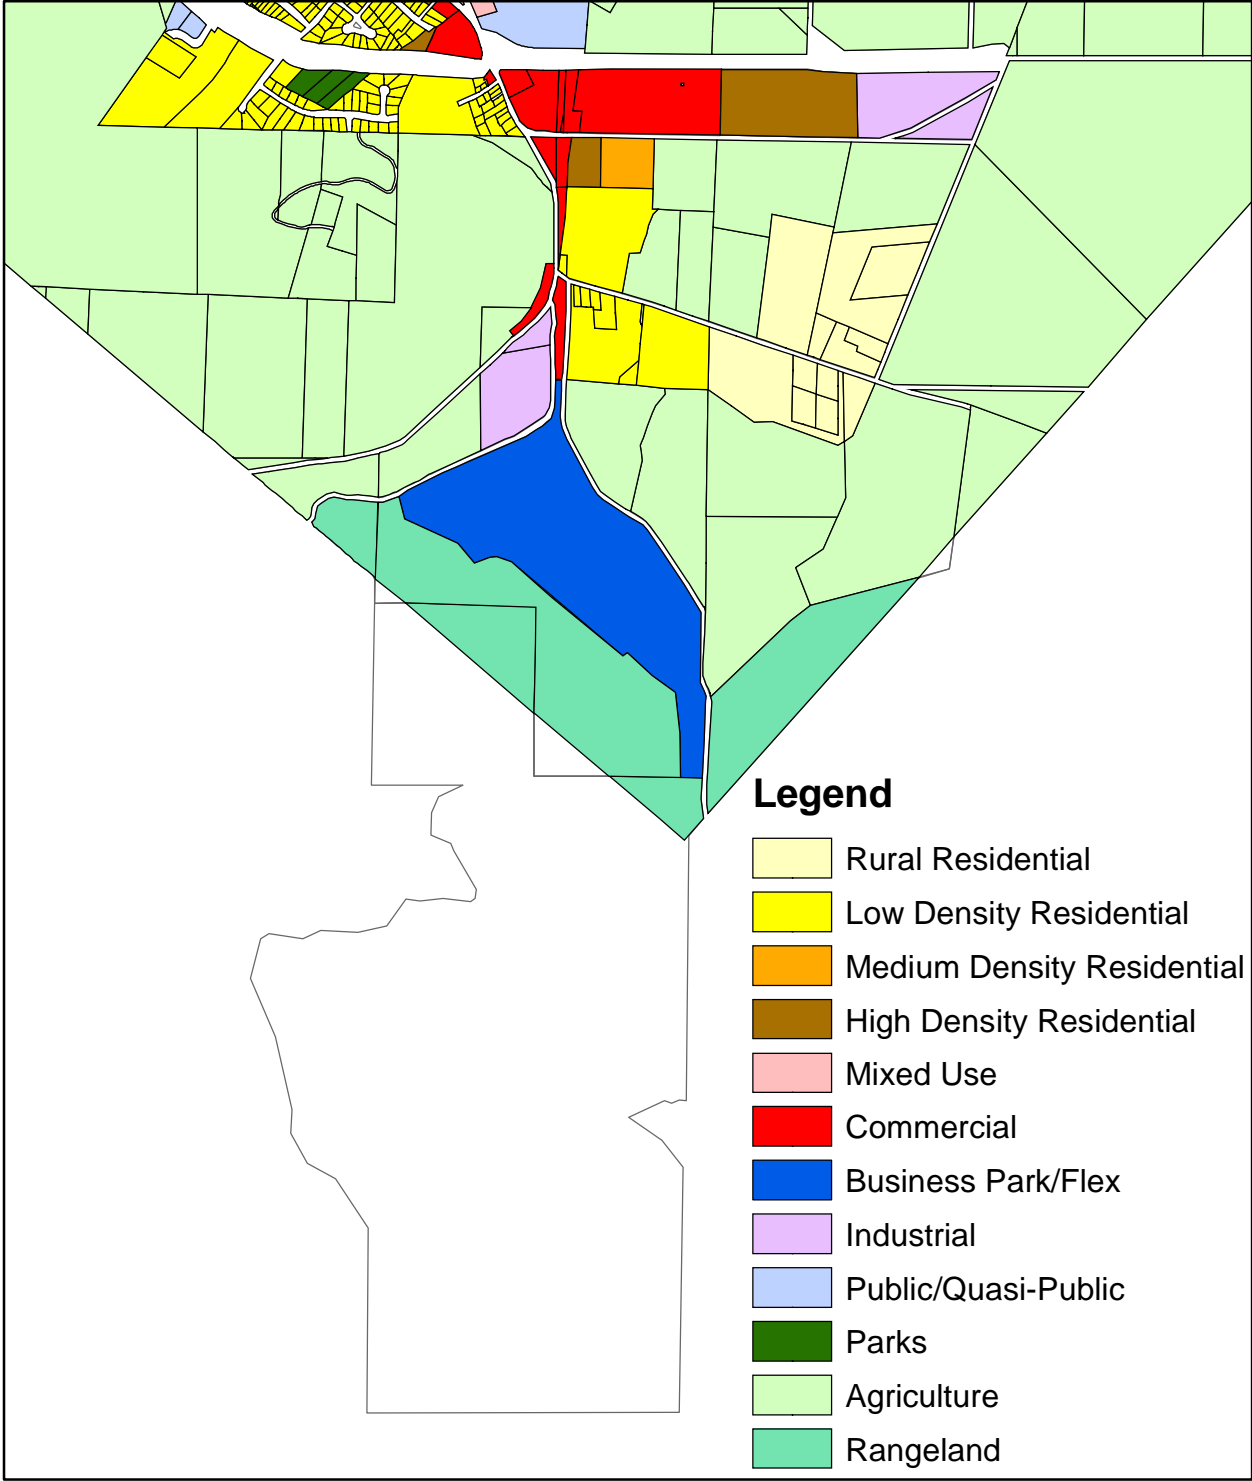 Legend
Rural Residential
Low Density Residential
Medium Density Residential
High Density Residential
Mixed Use
Commercial
Business Park/Flex
Industrial
Public/Quasi-Public
Parks
Agriculture
Rangeland